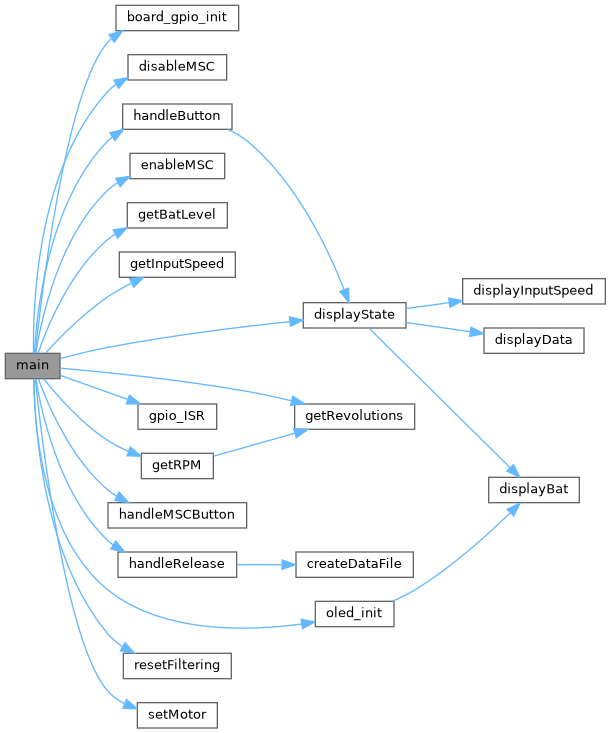 board_gpio_init
disableMSC
handleButton
enableMSC
getBatLevel
getInputSpeed
displayInputSpeed
displayState
displayData
main
gpio_ISR
getRevolutions
getRPM
displayBat
handleMSCButton
handleRelease
createDataFile
oled_init
resetFiltering
setMotor